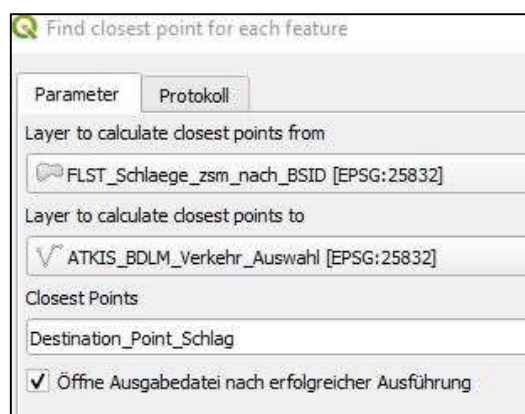 Find closest point for each feature
Parameter Protokoll
Layer to calculate closest points from
FLST_Schlaege_zsm_nach_BSID [EPSG:25832]
Layer to calculate closest points to
ATKIS_BDLM_Verkehr_Auswahl [EPSG:25832]
Closest Points
Destination_Point_Schlag
Öffne Ausgabedatei nach erfolgreicher Ausführung